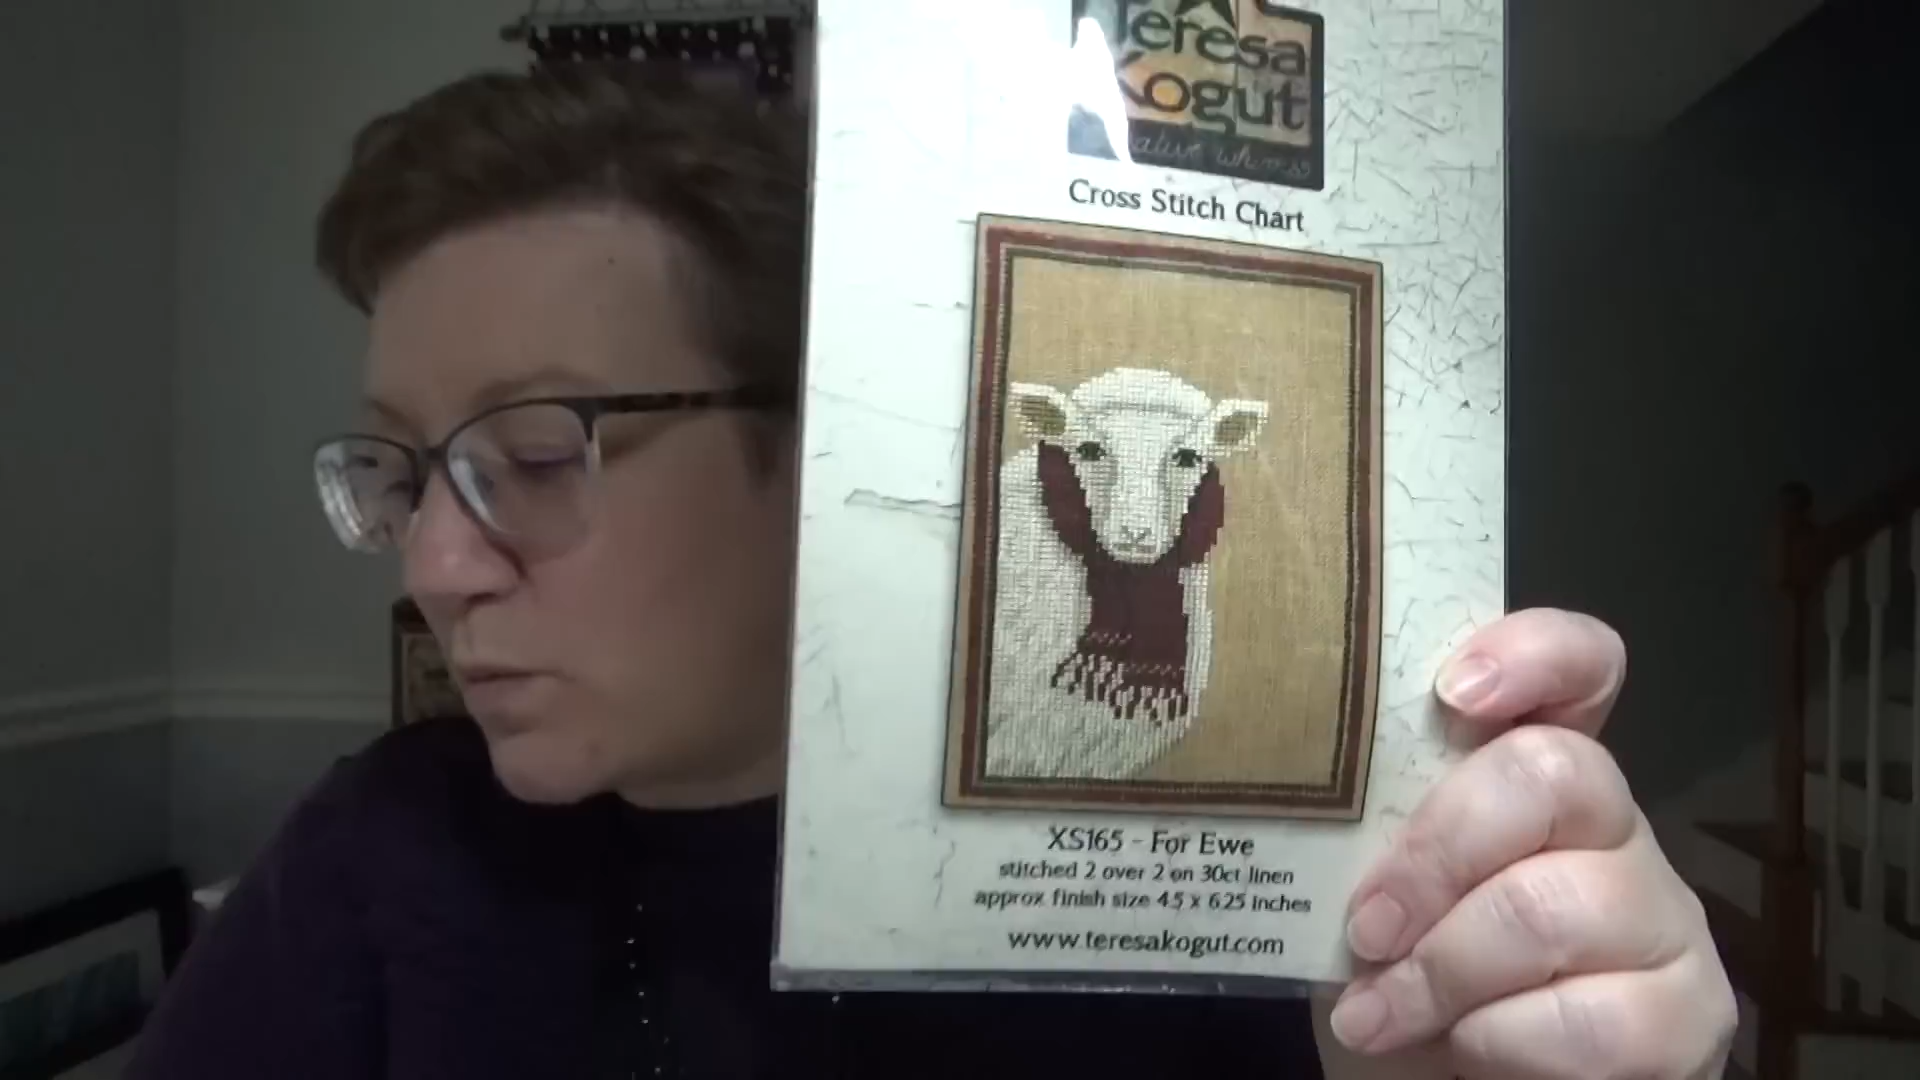 Teresa
Kogut
Cross Stitch Chart
XS165 - For Ewe
stitched 2 over 2 on 30ct linen
approx finish size 4.5 x 6.25 inches
www.teresakogut.com